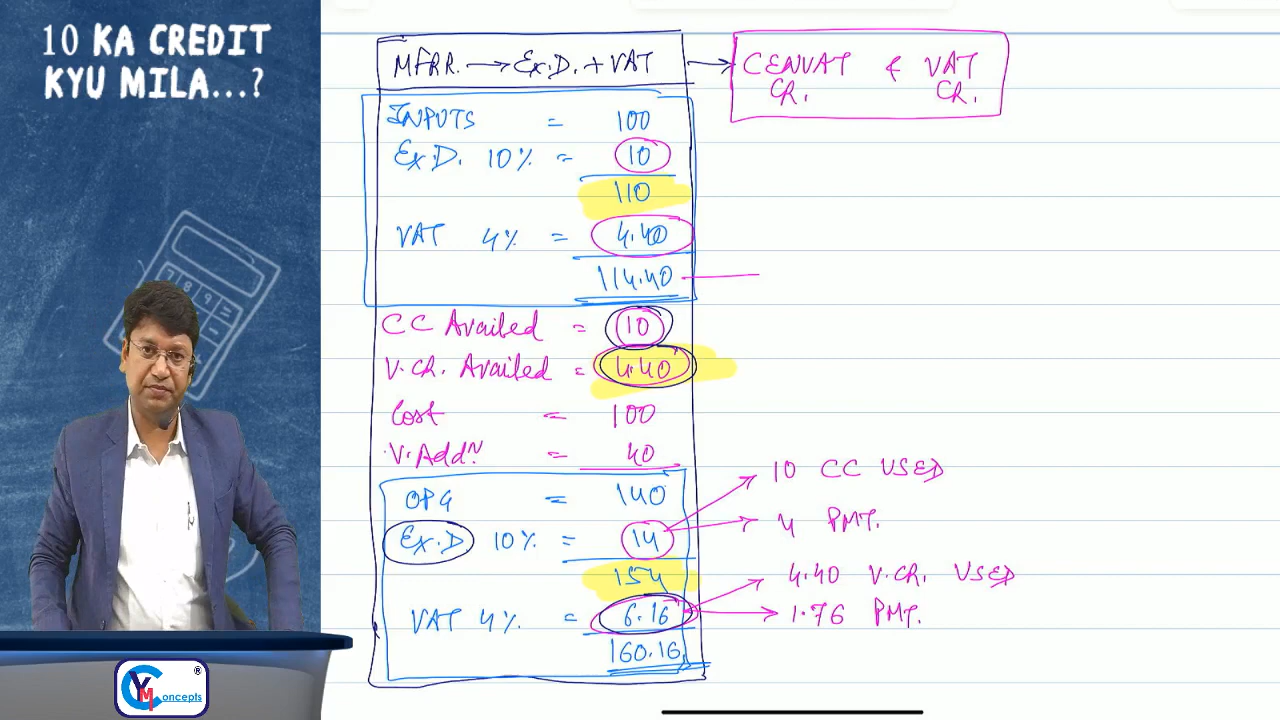 10 KA CREDIT
KYU MILA...?
MFRR. → Ex.D. + VAT → CENVAT & VAT
CR. CR.
INPUTS = 100
Ex.D. 10% = 10
110
VAT 4% = 4.40
114.40
CC Availed = 10
V.CR. Availed = 4.40
Cost = 100
V.Addn. = 40
OPG = 140
Ex.D 10% = 14
154
VAT 4% = 6.16
160.16
10 CC USED
4 PMT.
4.40 V.CR. USED
1.76 PMT.
CYMT oncepts ®